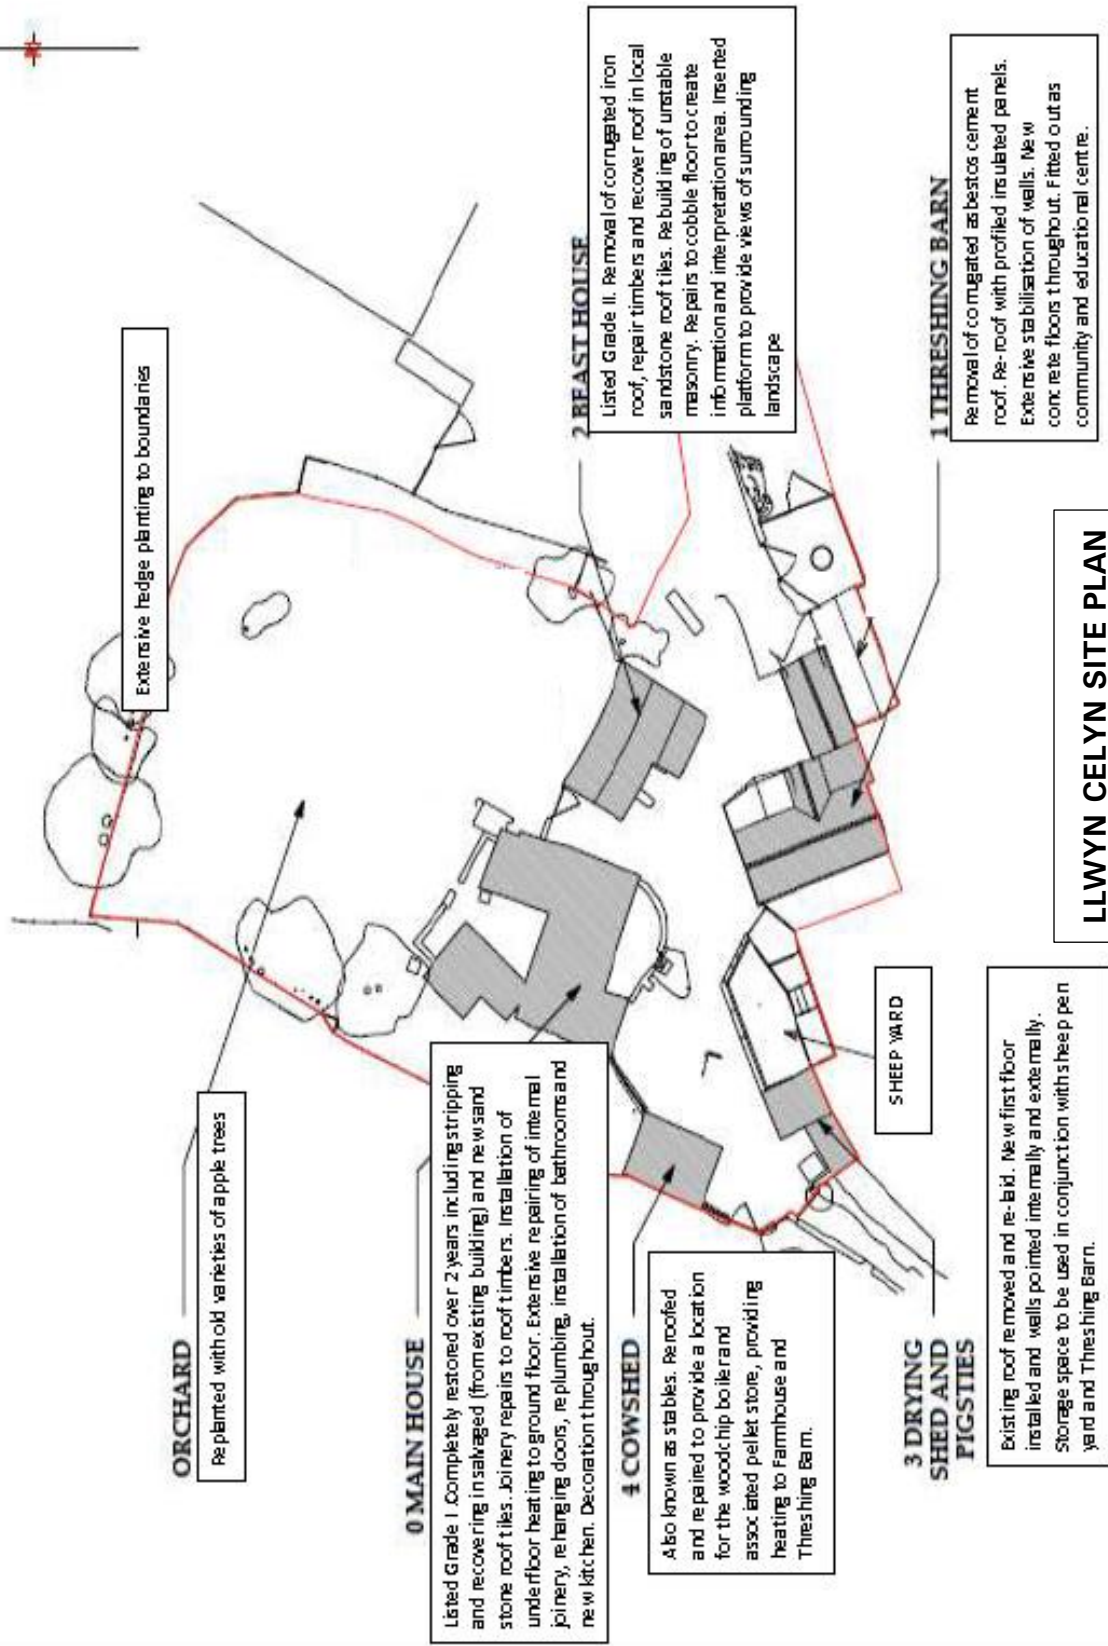 Extensive hedge planting to boundaries
ORCHARD
Replanted with old varieties of apple trees
0 MAIN HOUSE
Listed Grade I. Completely restored over 2 years including stripping
and recovering in salvaged (from existing building) and new sand
stone roof tiles. Joinery repairs to roof timbers. Installation of
underfloor heating to ground floor. Extensive repairing of internal
joinery, rehanging doors, replumbing, installation of bathrooms and
new kitchen. Decoration throughout.
2 BEAST HOUSE
Listed Grade II. Removal of corrugated iron
roof, repair timbers and recover roof in local
sandstone roof tiles. Rebuilding of unstable
masonry. Repairs to cobble floor to create
information and interpretation area. Inserted
platform to provide views of surrounding
landscape
4 COWSHED
Also known as stables. Reroofed
and repaired to provide a location
for the woodchip boiler and
associated pellet store, providing
heating to Farmhouse and
Threshing Barn.
SHEEP YARD
1 THRESHING BARN
Removal of corrugated asbestos cement
roof. Re-roof with profiled insulated panels.
Extensive stabilisation of walls. New
concrete floors throughout. Fitted out as
community and educational centre.
3 DRYING
SHED AND
PIGSTIES
Existing roof removed and re-laid. New first floor
installed and walls pointed internally and externally.
Storage space to be used in conjunction with sheep pen
yard and Threshing Barn.
LLWYN CELYN SITE PLAN